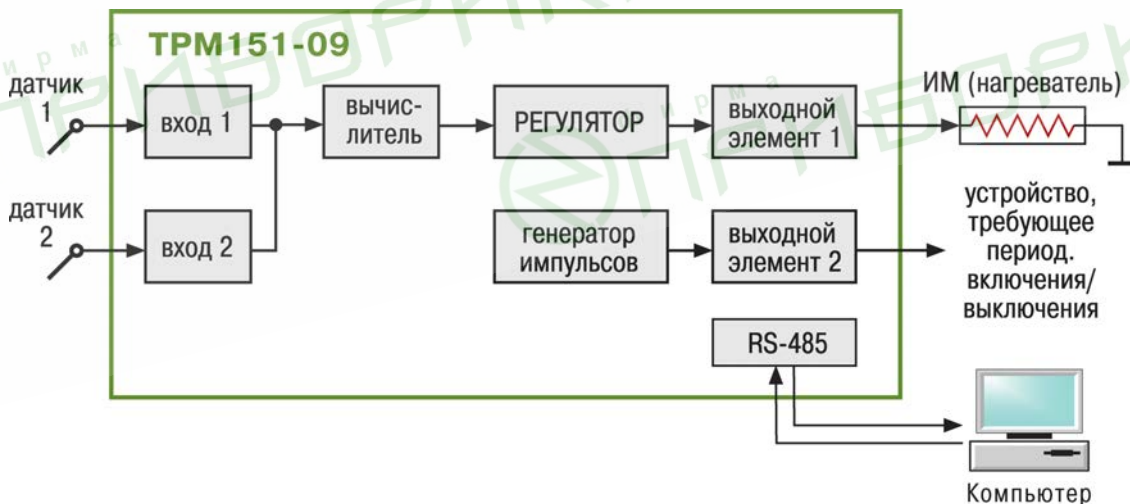 ТРМ151-09
датчик
1
вход 1
вычис-
литель
РЕГУЛЯТОР
выходной
элемент 1
ИМ (нагреватель)
датчик
2
вход 2
генератор
импульсов
выходной
элемент 2
устройство,
требующее
период.
включения/
выключения
RS-485
Компьютер
фирма